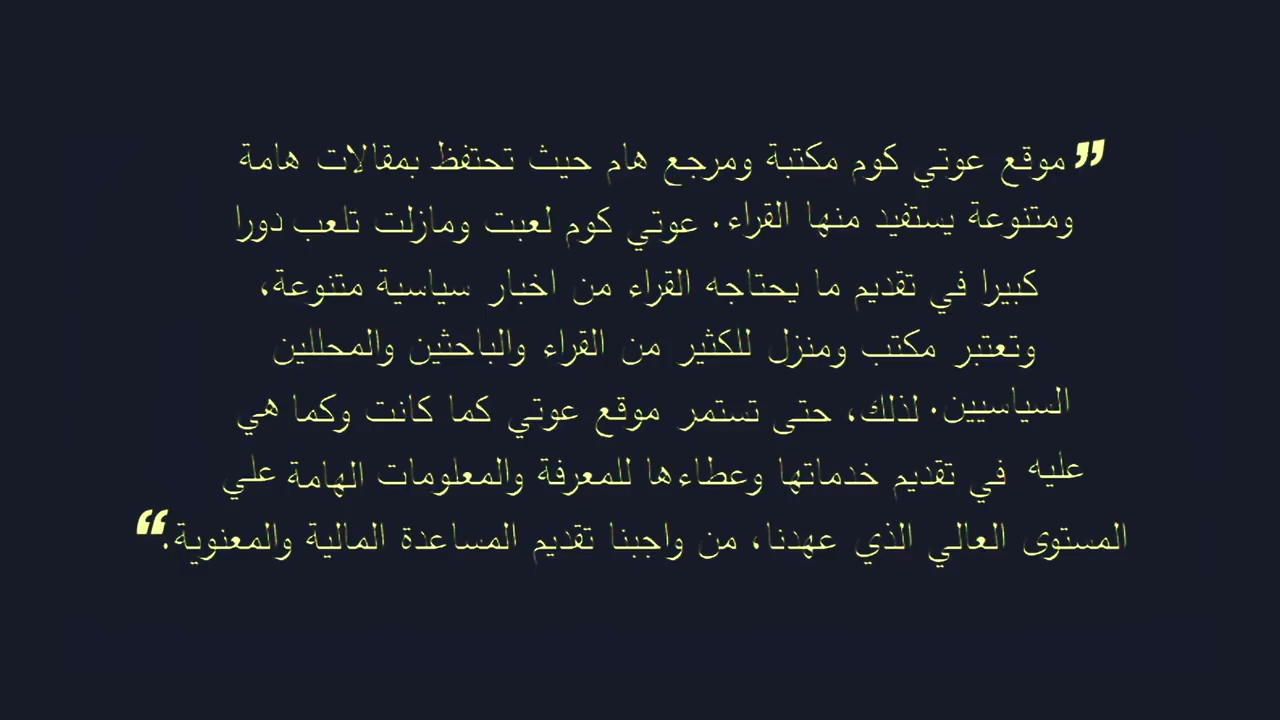 ”موقع عوتي كوم مكتبة ومرجع هام حيث تحتفظ بمقالات هامة
ومتنوعة يستفيد منها القراء. عوتي كوم لعبت ومازلت تلعب دورا
كبيرا في تقديم ما يحتاجه القراء من اخبار سياسية متنوعة،
وتعتبر مكتب ومنزل للكثير من القراء والباحثين والمحللين
السياسيين. لذلك، حتى تستمر موقع عوتي كما كانت وكما هي
عليه في تقديم خدماتها وعطاءها للمعرفة والمعلومات الهامة علي
المستوى العالي الذي عهدنا، من واجبنا تقديم المساعدة المالية والمعنوية.“